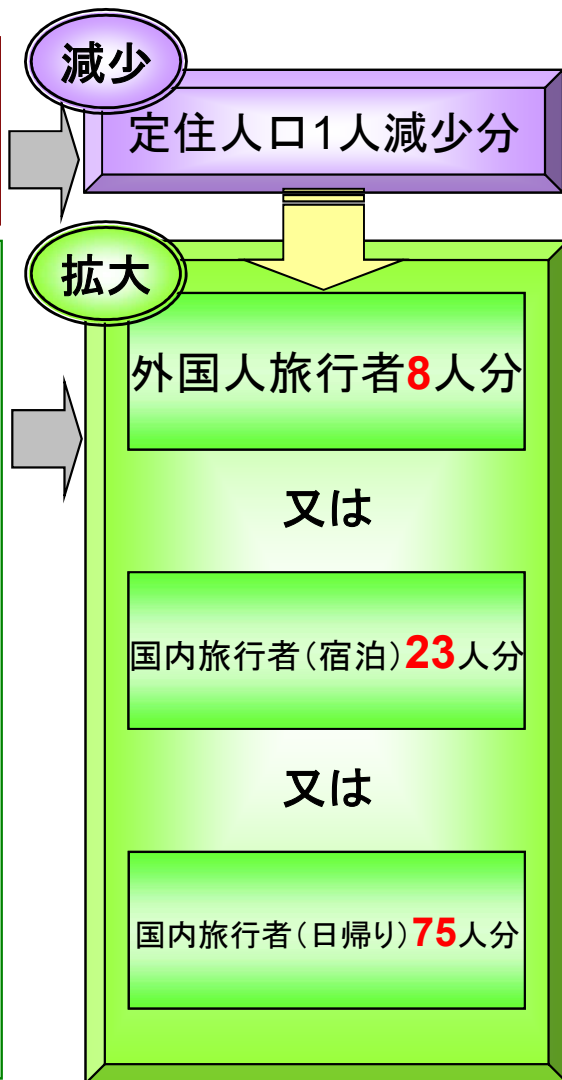 減少
定住人口1人減少分
拡大
外国人旅行者8人分
又は
国内旅行者(宿泊)23人分
又は
国内旅行者(日帰り)75人分